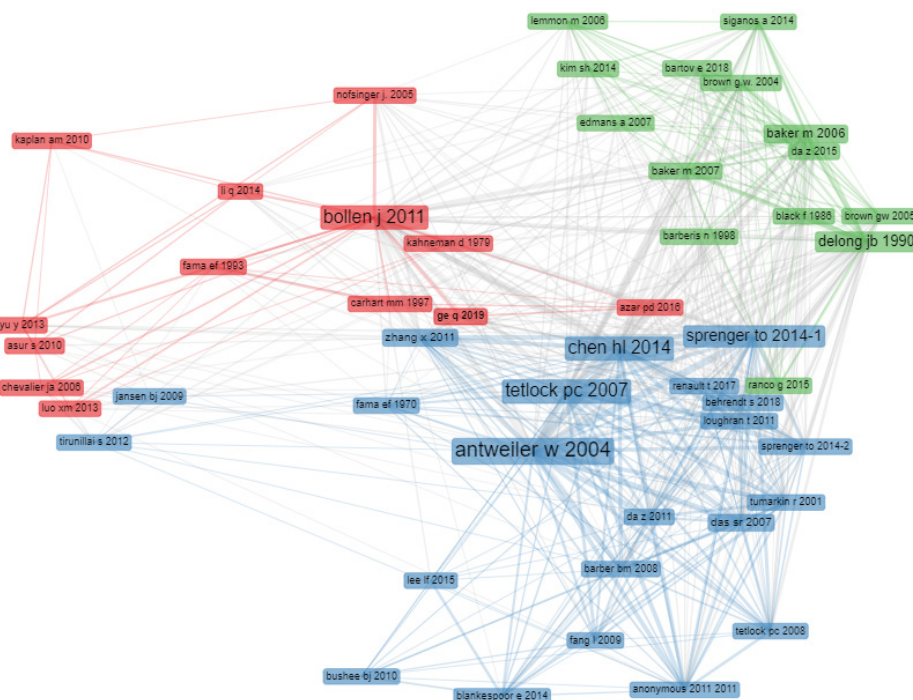 lemmon m 2006
siganos a 2014
kim sh 2014
bartov e 2018
brown g.w. 2004
nofsinger j. 2005
edmans a 2007
baker m 2006
kaplan am 2010
da z 2015
baker m 2007
li q 2014
bollen j 2011
black f 1986
brown gw 2005
barberis n 1998
delong jb 1990
kahneman d 1979
fama ef 1993
carhart mm 1997
azar pd 2016
ge q 2019
yu y 2013
asur s 2010
zhang x 2011
chen hl 2014
sprenger to 2014-1
chevalier ja 2006
jansen bj 2009
luo xm 2013
fama ef 1970
tetlock pc 2007
renault t 2017
ranco g 2015
behrendt s 2018
loughran t 2011
tirunillai s 2012
antweiler w 2004
sprenger to 2014-2
tumarkin r 2001
da z 2011
das sr 2007
barber bm 2008
lee lf 2015
tetlock pc 2008
fang l 2009
bushee bj 2010
blankespoor e 2014
anonymous 2011 2011